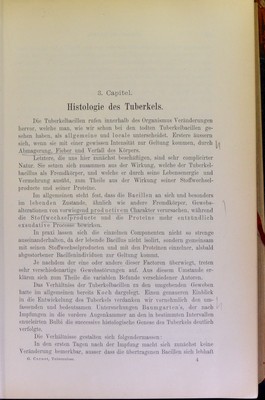 3. Capitel.
Histologie des Tuberkels.
Die Tuberkelbacillen rufen innerhalb des Organismus Veränderungen
hervor, welche man, wie wir schon bei den todten Tuberkelbacillen ge-
sehen haben, als allgemeine und locale unterscheidet. Erstere äussern
sich, wenn sie mit einer gewissen Intensität zur Geltung kommen, durch
Abmagerung, Fieber und Verfall des Körpers.
Letztere, die uns hier zunächst beschäftigen, sind sehr complicirter
Natur. Sie setzen sich zusammen aus der Wirkung, welche der Tuberkel-
bacillus als Fremdkörper, und welche er durch seine Lebensenergie und
Vermehrung ausübt, zum Theile aus der Wirkung seiner Stoffwechsel-
producte und seiner Proteine.
Im allgemeinen steht fest, dass die Bacillen an sich und besonders
im lebenden Zustande, ähnlich wie andere Fremdkörper, Gewebs-
alterationen von vorwiegend productivem Charakter verursachen, während
die Stoffwechselproducte und die Proteine mehr entzündlich
exsudative Processe bewirken.
In praxi lassen sich die einzelnen Componenten nicht so strenge
auseinanderhalten, da der lebende Bacillus nicht isolirt, sondern gemeinsam
mit seinen Stoffwechselproducten und mit den Proteinen einzelner, alsbald
abgestorbener Bacillenindividuen zur Geltung kommt.
Je nachdem der eine oder andere dieser Factoren überwiegt, treten
sehr verschiedenartige Gewebsstörungen auf. Aus diesem Umstande er-
klären sich zum Theile die variablen Befunde verschiedener Autoren.
Das Verhältniss der Tuberkelbacillen zu den umgebenden Geweben
hatte im allgemeinen bereits Koch dargelegt. Einen genaueren Einblick
in die Entwicklung des Tuberkels verdanken wir vornehmlich den um-
fassenden und bedeutsamen Untersuchungen Baumgarten's, der nach
Impfungen in die vordere Augenkammer an den in bestimmten Intervallen
enucleirten Bulbi die successive histologische Genese des Tuberkels deutlich
verfolgte.
Die Verhältnisse gestalten sich folgendermassen:
In den ersten Tagen nach der Impfung macht sich zunächst keine
Veränderung bemerkbar, ausser dass die übertragenen Bacillen sich lebhaft
G. Cornet, Tuberculose. 4